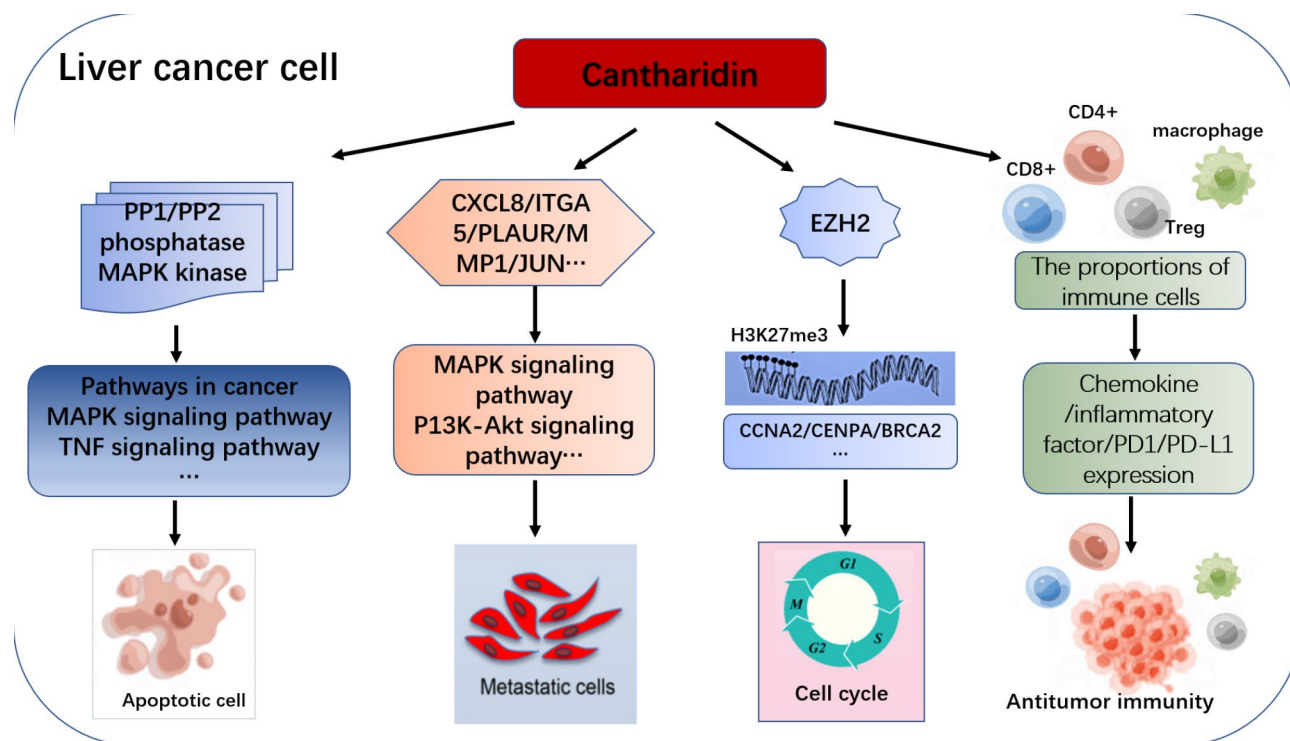 Liver cancer cell
Cantharidin
PP1/PP2
phosphatase
MAPK kinase
Pathways in cancer
MAPK signaling pathway
TNF signaling pathway
...
Apoptotic cell
CXCL8/ITGA
5/PLAUR/M
MP1/JUN···
MAPK signaling
pathway
P13K-Akt signaling
pathway···
Metastatic cells
EZH2
H3K27me3
CCNA2/CENPA/BRCA2
...
G1
S
G2
M
Cell cycle
CD4+
macrophage
CD8+
Treg
The proportions of
immune cells
Chemokine
/inflammatory
factor/PD1/PD-L1
expression
Antitumor immunity